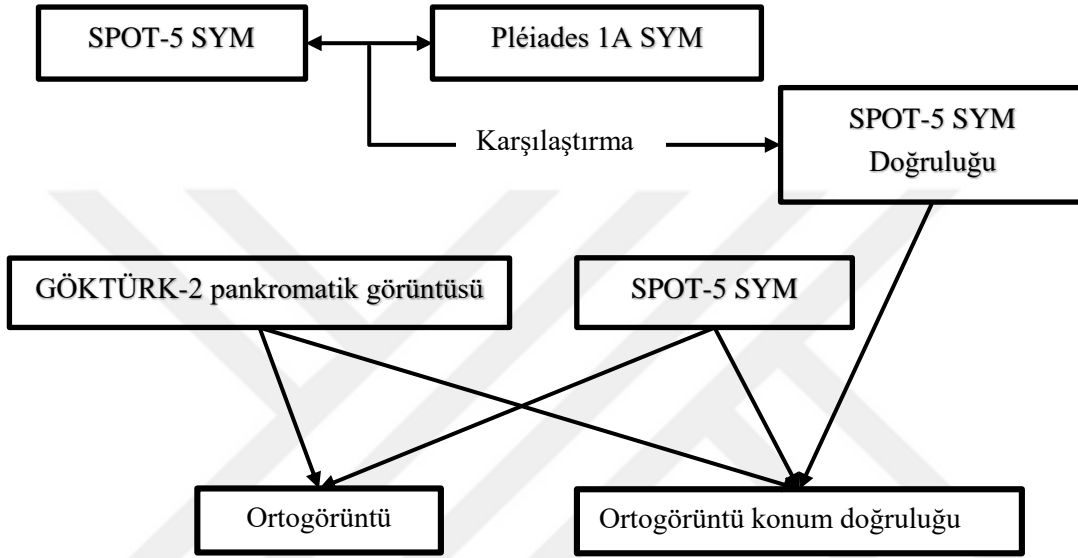 SPOT-5 SYM
Pléiades 1A SYM
Karşılaştırma
SPOT-5 SYM
Doğruluğu
GÖKTÜRK-2 pankromatik görüntüsü
SPOT-5 SYM
Ortogörüntü
Ortogörüntü konum doğruluğu